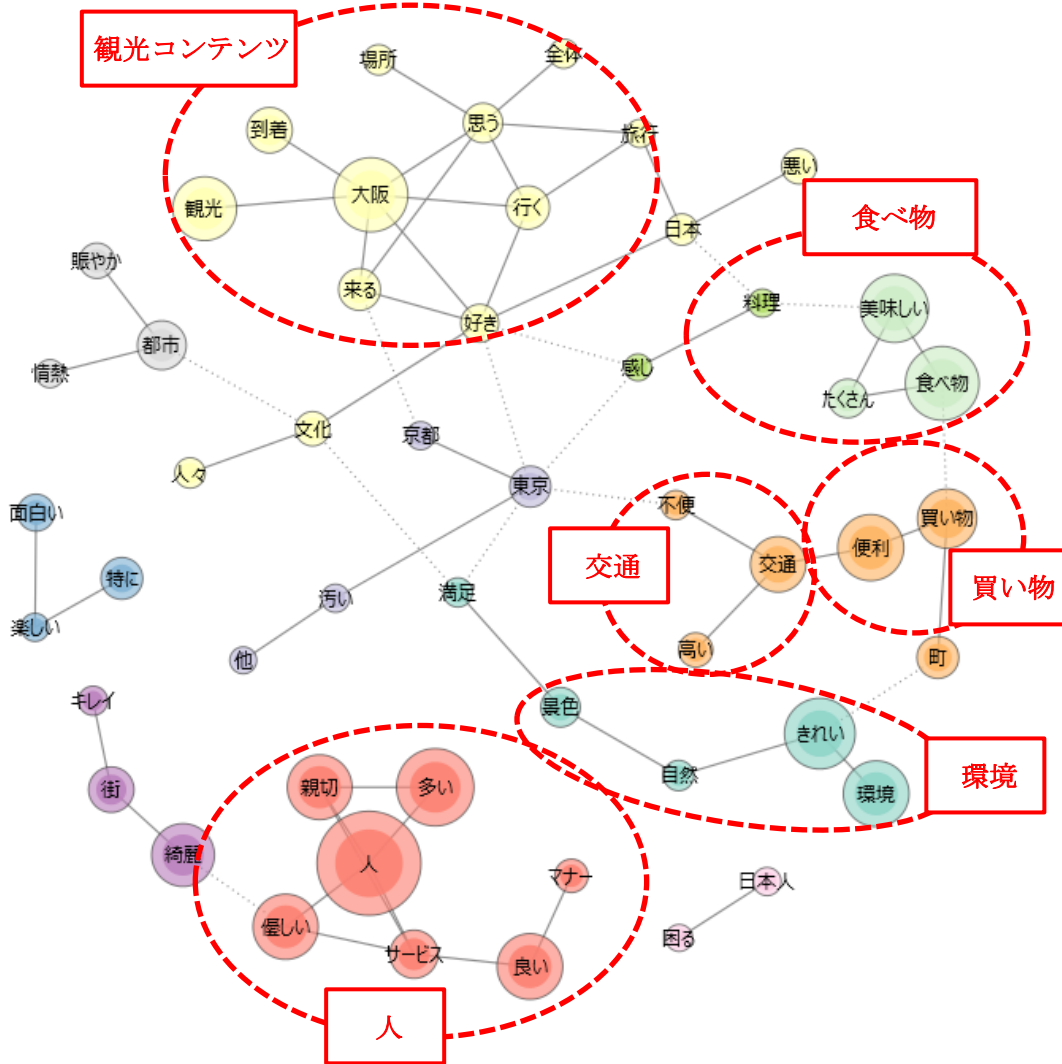 観光コンテンツ
場所
全体
到着
思う
旅行
悪い
大阪
観光
行く
日本
食べ物
賑やか
来る
好き
料理
美味しい
都市
情熱
感じ
たくさん
食べ物
文化
京都
人々
東京
不便
買い物
面白い
便利
交通
交通
特に
買い物
満足
汚い
楽しい
高い
他
町
キレイ
景色
きれい
自然
環境
環境
街
親切
多い
綺麗
人
マナー
日本人
優しい
困る
サービス
良い
人